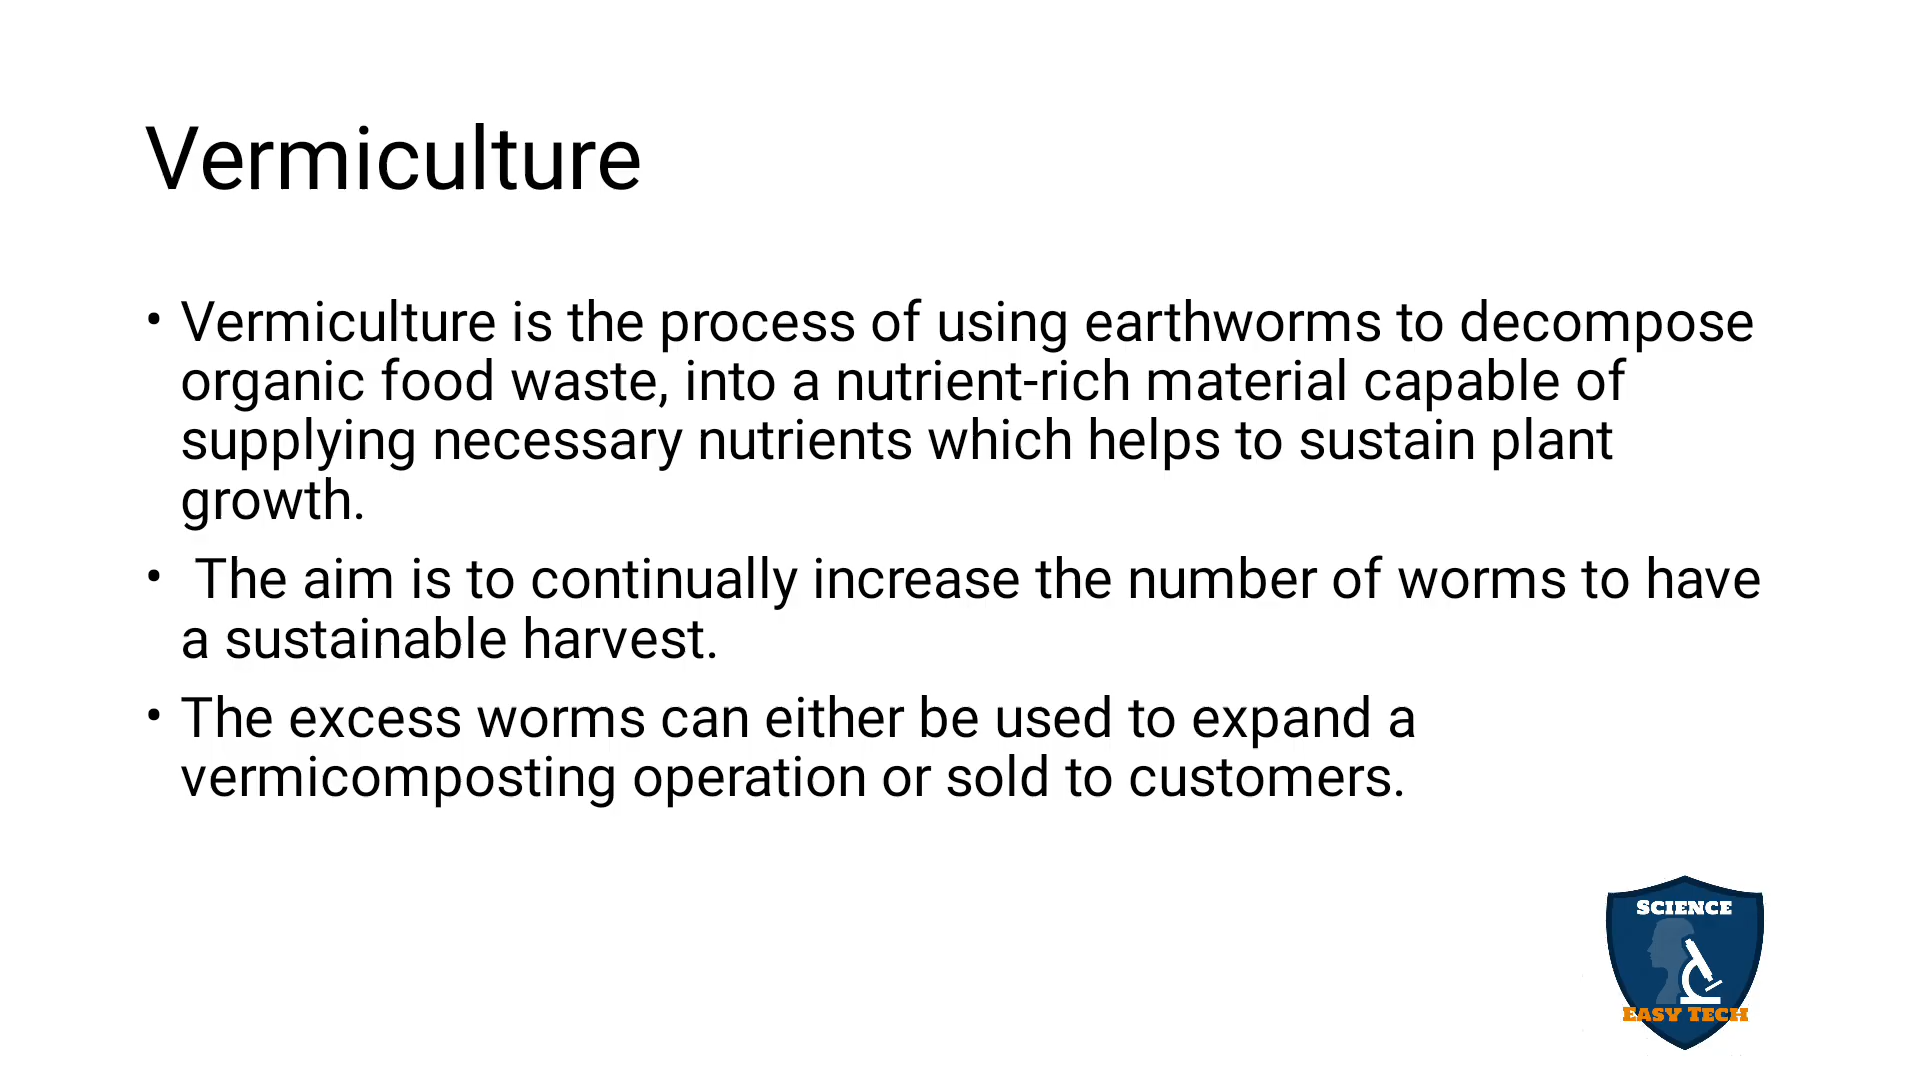 Vermiculture
• Vermiculture is the process of using earthworms to decompose
organic food waste, into a nutrient-rich material capable of
supplying necessary nutrients which helps to sustain plant
growth.
• The aim is to continually increase the number of worms to have
a sustainable harvest.
• The excess worms can either be used to expand a
vermicomposting operation or sold to customers.
SCIENCE
EASY TECH